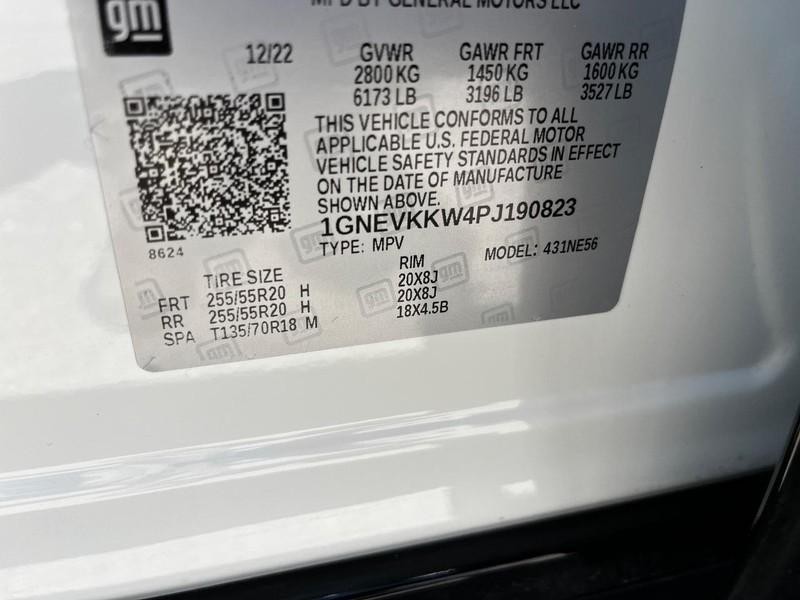 gm
MFD BY GENERAL MOTORS LLC
12/22 GVWR GAWR FRT GAWR RR
2800 KG 1450 KG 1600 KG
6173 LB 3196 LB 3527 LB
THIS VEHICLE CONFORMS TO ALL
APPLICABLE U.S. FEDERAL MOTOR
VEHICLE SAFETY STANDARDS IN EFFECT
ON THE DATE OF MANUFACTURE
SHOWN ABOVE.
1GNEVKKW4PJ190823
8624
TYPE: MPV MODEL: 431NE56
TIRE SIZE RIM
FRT 255/55R20 H 20X8J
RR 255/55R20 H 20X8J
SPA T135/70R18 M 18X4.5B